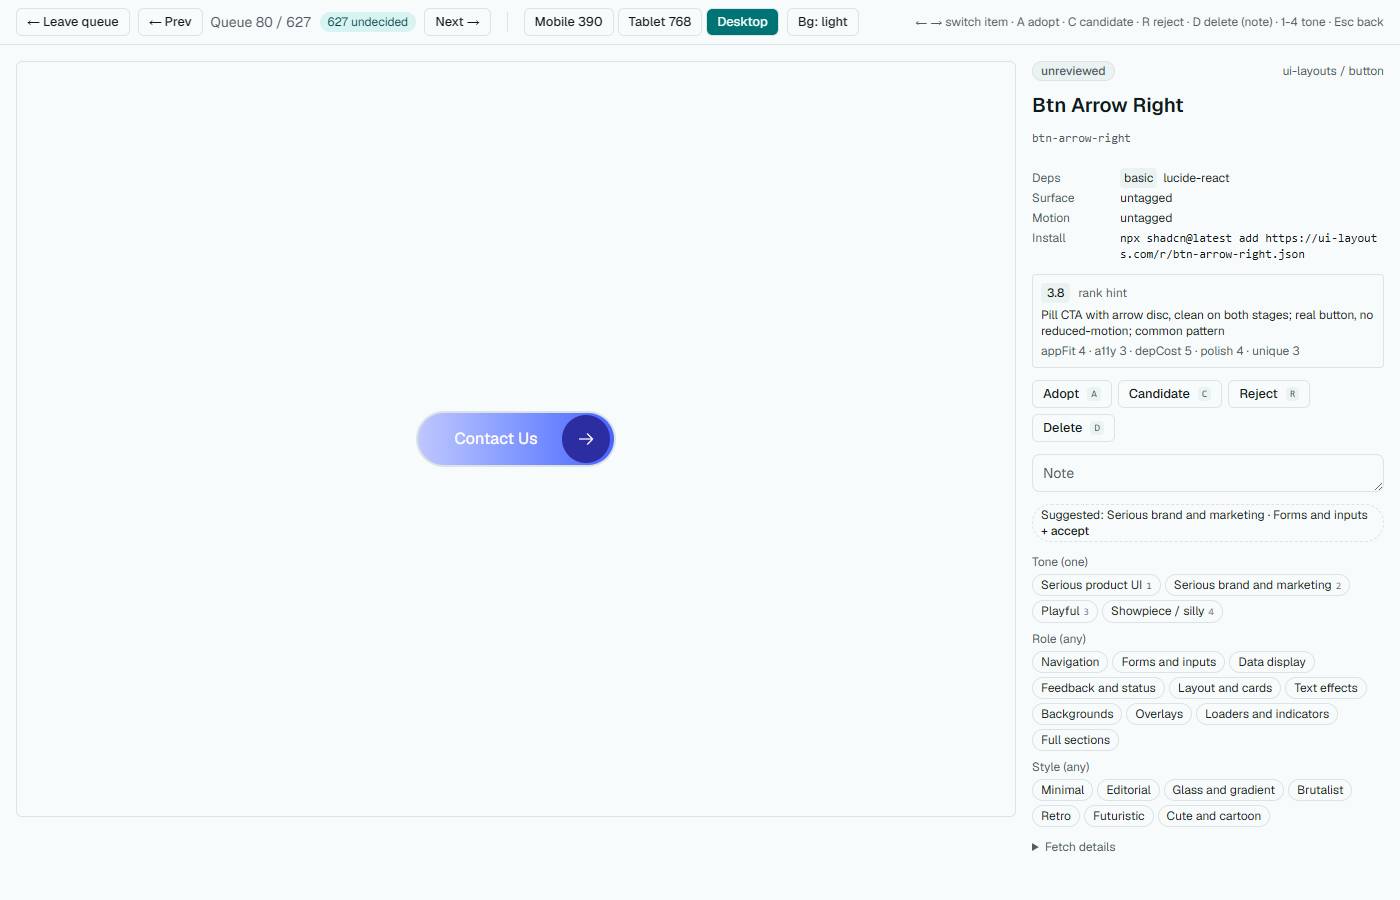 ← Leave queue
← Prev
Queue 80 / 627
627 undecided
Next →
Mobile 390
Tablet 768
Desktop
Bg: light
← → switch item · A adopt · C candidate · R reject · D delete (note) · 1-4 tone · Esc back
Contact Us
unreviewed
ui-layouts / button
Btn Arrow Right
btn-arrow-right
Deps basic lucide-react
Surface untagged
Motion untagged
Install npx shadcn@latest add https://ui-layout
s.com/r/btn-arrow-right.json
3.8 rank hint
Pill CTA with arrow disc, clean on both stages; real button, no
reduced-motion; common pattern
appFit 4 · a11y 3 · depCost 5 · polish 4 · unique 3
Adopt A
Candidate C
Reject R
Delete D
Note
Suggested: Serious brand and marketing · Forms and inputs
+ accept
Tone (one)
Serious product UI 1
Serious brand and marketing 2
Playful 3
Showpiece / silly 4
Role (any)
Navigation
Forms and inputs
Data display
Feedback and status
Layout and cards
Text effects
Backgrounds
Overlays
Loaders and indicators
Full sections
Style (any)
Minimal
Editorial
Glass and gradient
Brutalist
Retro
Futuristic
Cute and cartoon
▶ Fetch details